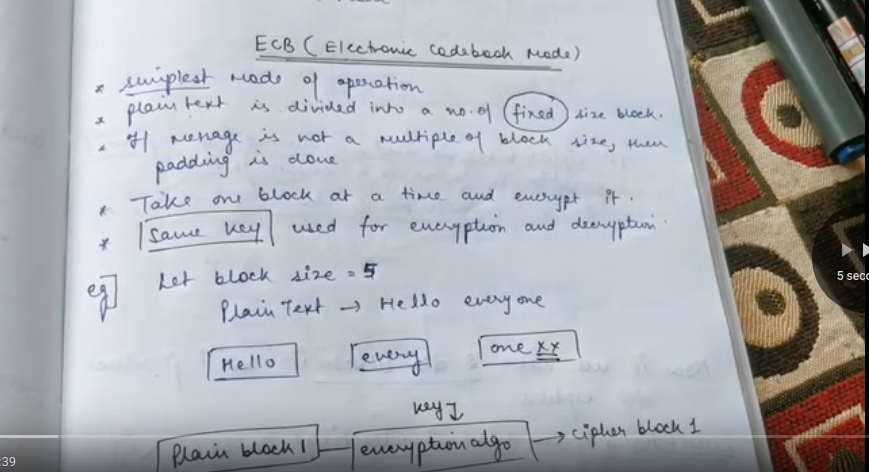 ECB ( Electronic Codebook Mode )
* simplest mode of operation
* plain text is divided into a no. of fixed size block.
* If message is not a multiple of block size, then
padding is done
* Take one block at a time and encrypt it.
* Same key used for encryption and decryption.
eg] Let block size = 5
Plain Text → Hello everyone
Hello every one xx
key
Plain block 1 encryption algo → cipher block 1
:39
5 seco